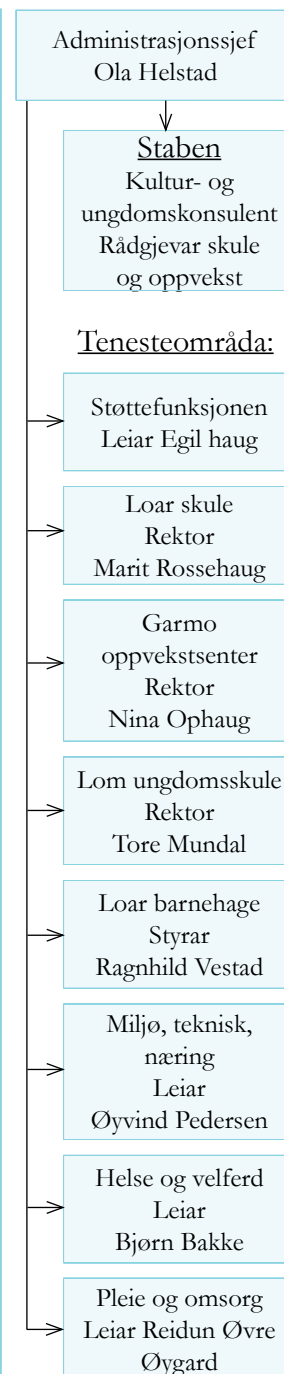 Administrasjonssjef
Ola Helstad
Staben
Kultur- og
ungdomskonsulent
Rådgjevar skule
og oppvekst
Tenesteområda:
Støttefunksjonen
Leiar Egil haug
Loar skule
Rektor
Marit Rossehaug
Garmo
oppvekstsenter
Rektor
Nina Ophaug
Lom ungdomsskule
Rektor
Tore Mundal
Loar barnehage
Styrar
Ragnhild Vestad
Miljø, teknisk,
næring
Leiar
Øyvind Pedersen
Helse og velferd
Leiar
Bjørn Bakke
Pleie og omsorg
Leiar Reidun Øvre
Øygard